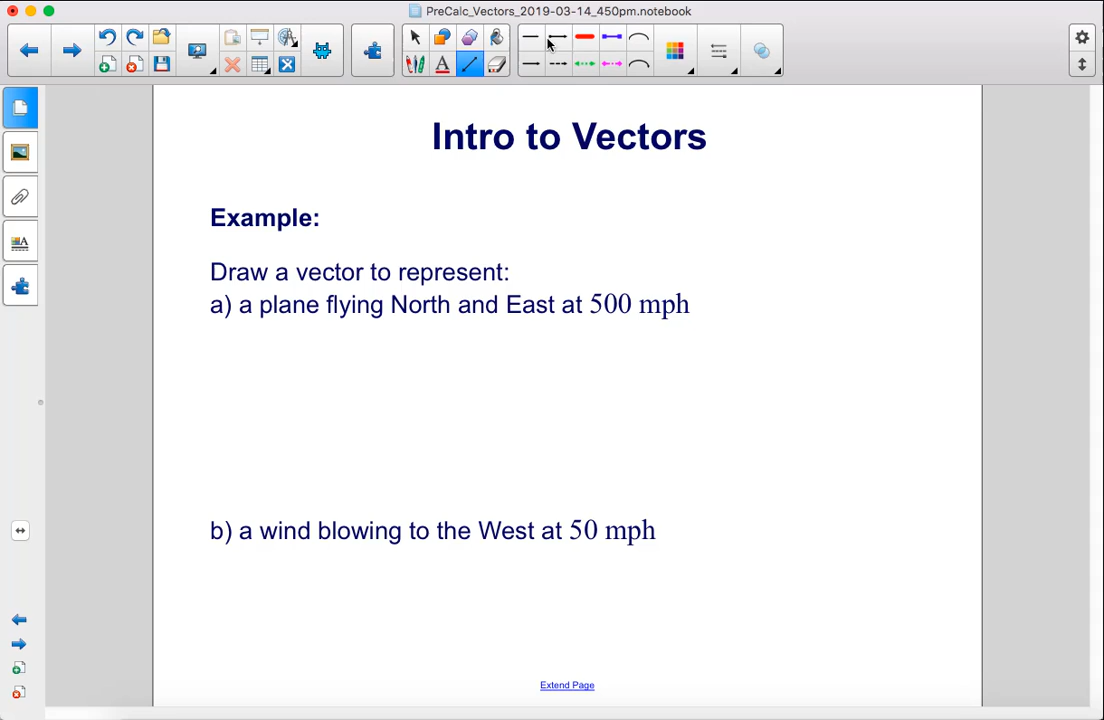 PreCalc_Vectors_2019-03-14_450pm.notebook
Intro to Vectors
Example:
Draw a vector to represent:
a) a plane flying North and East at 500 mph
b) a wind blowing to the West at 50 mph
Extend Page